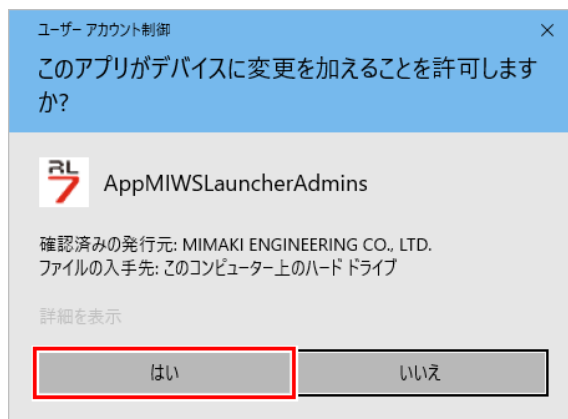 ユーザー アカウント制御
このアプリがデバイスに変更を加えることを許可します
か?
RL
7
AppMIWSLauncherAdmins
確認済みの発行元: MIMAKI ENGINEERING CO., LTD.
ファイルの入手先: このコンピューター上のハード ドライブ
詳細を表示
はい
いいえ